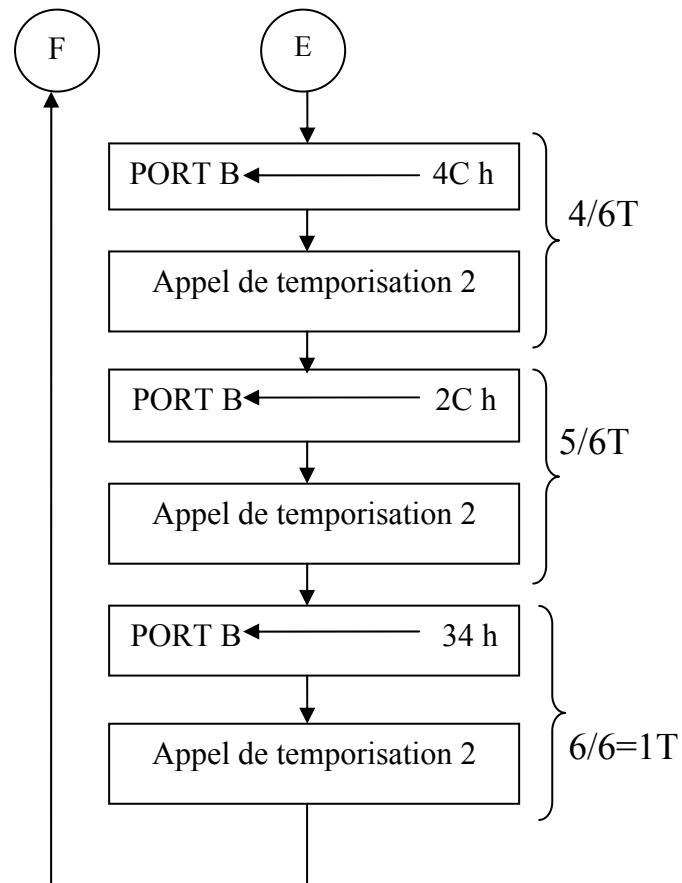 F
E
PORT B 4C h
4/6T
Appel de temporisation 2
PORT B 2C h
5/6T
Appel de temporisation 2
PORT B 34 h
6/6=1T
Appel de temporisation 2